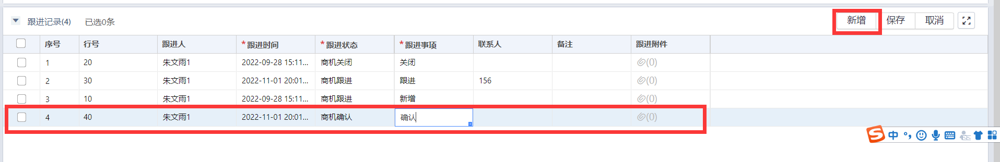 跟进记录(4) 已选0条 新增 保存 取消
序号 行号 跟进人 *跟进时间 *跟进状态 *跟进事项 联系人 备注 跟进附件
1 20 朱文雨1 2022-09-28 15:11... 商机关闭 关闭 (0)
2 30 朱文雨1 2022-11-01 20:01... 商机跟进 跟进 156 (0)
3 10 朱文雨1 2022-09-28 15:11... 商机跟进 新增 (0)
4 40 朱文雨1 2022-11-01 20:01... 商机确认 确认 (0)
S 中 °,